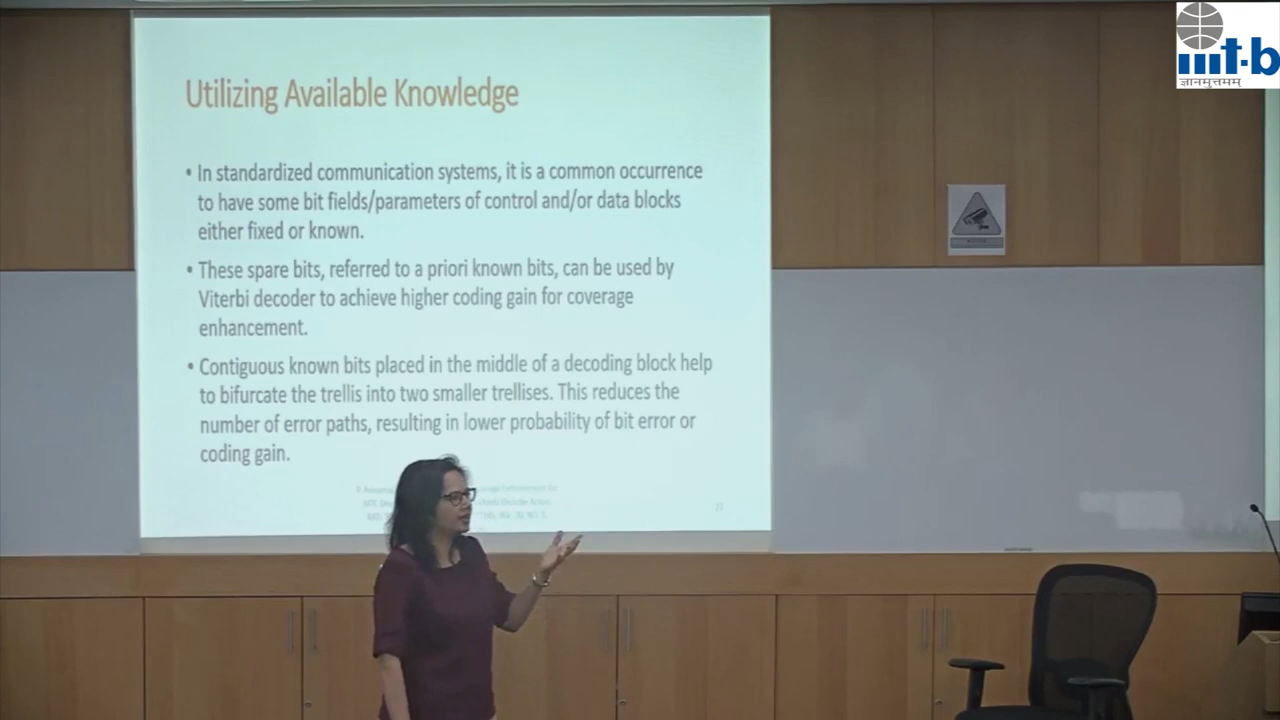 iiit-b
ज्ञानमुत्तमम्
Utilizing Available Knowledge
• In standardized communication systems, it is a common occurrence
to have some bit fields/parameters of control and/or data blocks
either fixed or known.
• These spare bits, referred to a priori known bits, can be used by
Viterbi decoder to achieve higher coding gain for coverage
enhancement.
• Contiguous known bits placed in the middle of a decoding block help
to bifurcate the trellis into two smaller trellises. This reduces the
number of error paths, resulting in lower probability of bit error or
coding gain.
27